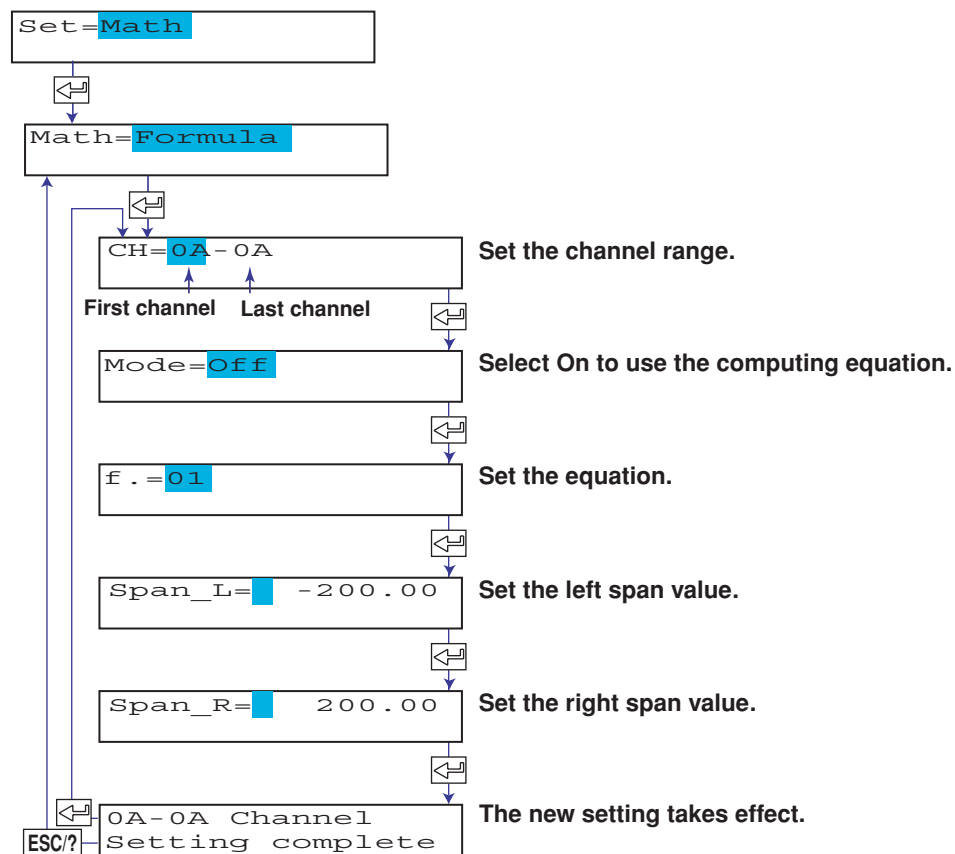 Set=Math
Math=Formula
CH=0A-0A
Set the channel range.
First channel
Last channel
Mode=Off
Select On to use the computing equation.
f.=01
Set the equation.
Span_L= -200.00
Set the left span value.
Span_R= 200.00
Set the right span value.
0A-0A Channel
The new setting takes effect.
ESC/?
Setting complete